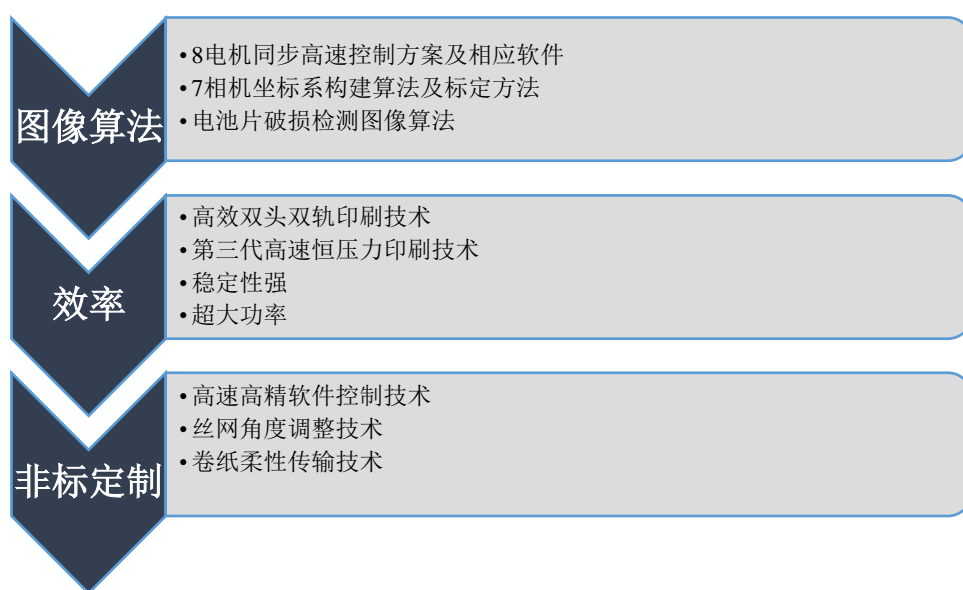 图像算法
•8电机同步高速控制方案及相应软件
•7相机坐标系构建算法及标定方法
•电池片破损检测图像算法
效率
•高效双头双轨印刷技术
•第三代高速恒压力印刷技术
•稳定性强
•超大功率
非标定制
•高速高精软件控制技术
•丝网角度调整技术
•卷纸柔性传输技术